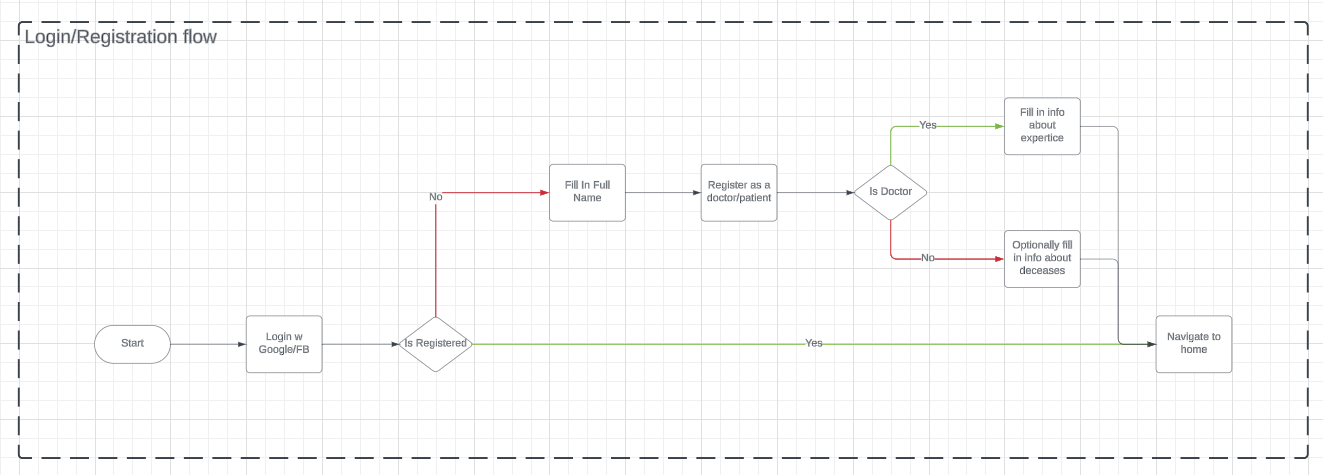 Login/Registration flow
Fill in info
about
expertice
Yes
Fill In Full
Name
Register as a
doctor/patient
Is Doctor
No
No
Optionally fill
in info about
deceases
Start
Login w
Google/FB
Is Registered
Yes
Navigate to
home